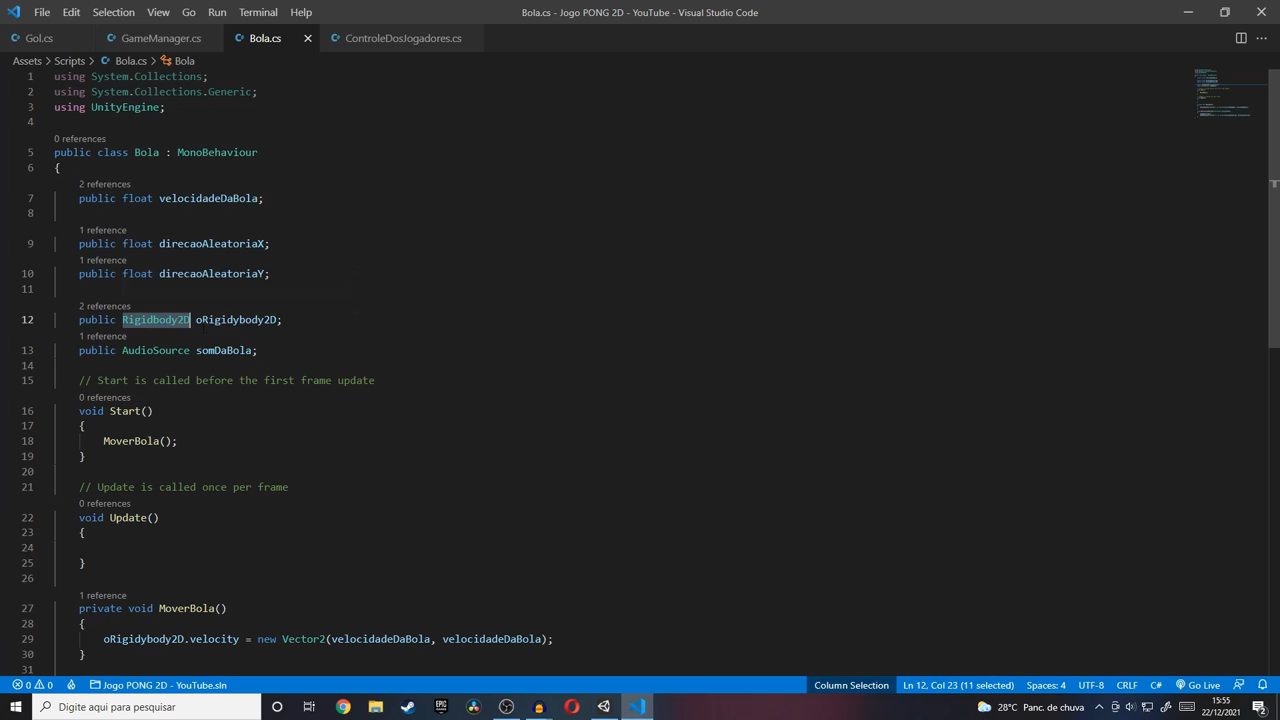 File Edit Selection View Go Run Terminal Help
Bola.cs - Jogo PONG 2D - YouTube - Visual Studio Code
Gol.cs GameManager.cs Bola.cs ControleDosJogadores.cs
Assets > Scripts > Bola.cs > Bola
1 using System.Collections;
2 using System.Collections.Generic;
3 using UnityEngine;
4
0 references
5 public class Bola : MonoBehaviour
6 {
2 references
7 public float velocidadeDaBola;
8
1 reference
9 public float direcaoAleatoriaX;
1 reference
10 public float direcaoAleatoriaY;
11
2 references
12 public Rigidbody2D oRigidybody2D;
1 reference
13 public AudioSource somDaBola;
14
15 // Start is called before the first frame update
0 references
16 void Start()
17 {
18 MoverBola();
19 }
20
21 // Update is called once per frame
0 references
22 void Update()
23 {
24
25 }
26
1 reference
27 private void MoverBola()
28 {
29 oRigidybody2D.velocity = new Vector2(velocidadeDaBola, velocidadeDaBola);
30 }
31
0 0 Jogo PONG 2D - YouTube.sln Column Selection Ln 12, Col 23 (11 selected) Spaces: 4 UTF-8 CRLF C# Go Live
Digite aqui para pesquisar
EPIC GAMES
28°C Panc. de chuva
15:55
22/12/2021
2